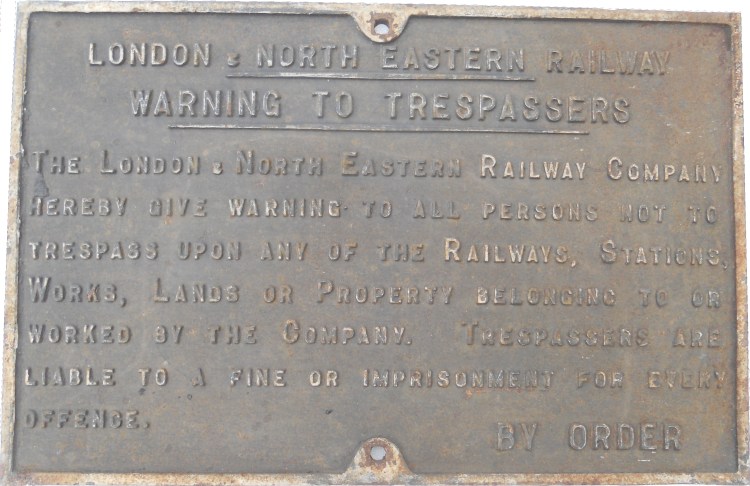 LONDON & NORTH EASTERN RAILWAY
WARNING TO TRESPASSERS
THE LONDON & NORTH EASTERN RAILWAY COMPANY
HEREBY GIVE WARNING TO ALL PERSONS NOT TO
TRESPASS UPON ANY OF THE RAILWAYS, STATIONS,
WORKS, LANDS OR PROPERTY BELONGING TO OR
WORKED BY THE COMPANY. TRESPASSERS ARE
LIABLE TO A FINE OR IMPRISONMENT FOR EVERY
OFFENCE.
BY ORDER